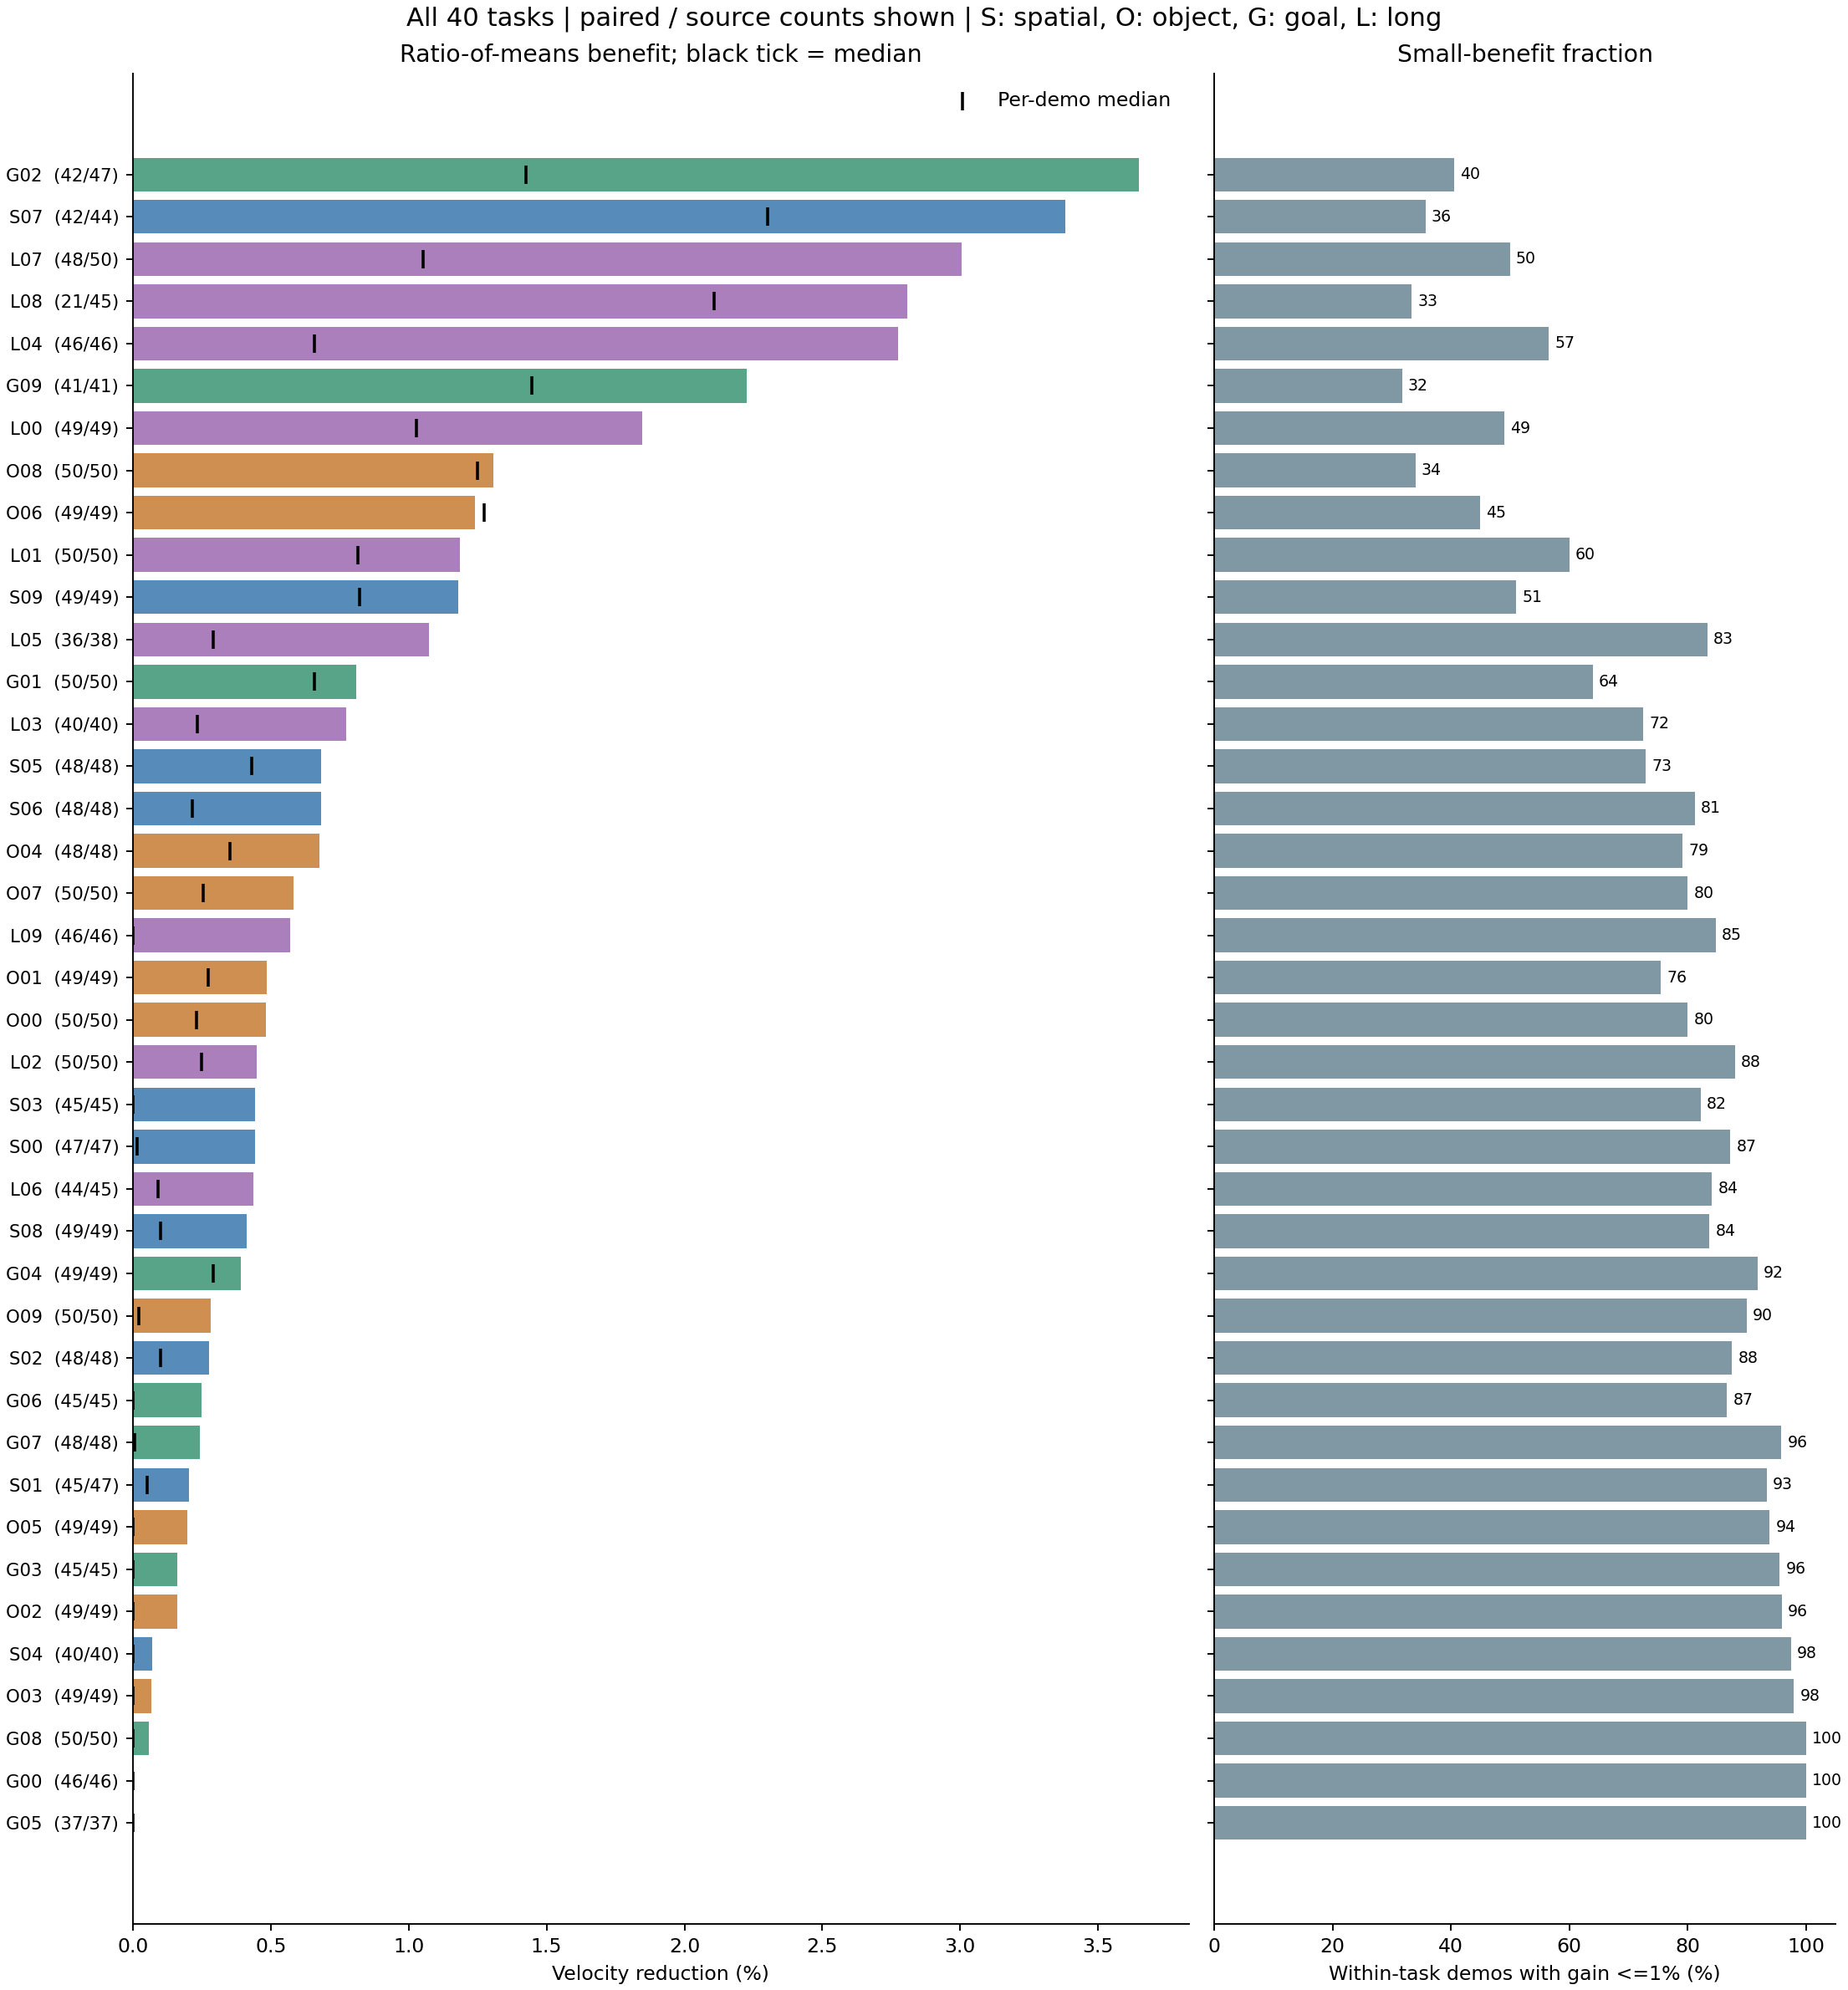 All 40 tasks | paired / source counts shown | S: spatial, O: object, G: goal, L: long
Ratio-of-means benefit; black tick = median
Small-benefit fraction
Per-demo median
G02 (42/47) 40
S07 (42/44) 36
L07 (48/50) 50
L08 (21/45) 33
L04 (46/46) 57
G09 (41/41) 32
L00 (49/49) 49
O08 (50/50) 34
O06 (49/49) 45
L01 (50/50) 60
S09 (49/49) 51
L05 (36/38) 83
G01 (50/50) 64
L03 (40/40) 72
S05 (48/48) 73
S06 (48/48) 81
O04 (48/48) 79
O07 (50/50) 80
L09 (46/46) 85
O01 (49/49) 76
O00 (50/50) 80
L02 (50/50) 88
S03 (45/45) 82
S00 (47/47) 87
L06 (44/45) 84
S08 (49/49) 84
G04 (49/49) 92
O09 (50/50) 90
S02 (48/48) 88
G06 (45/45) 87
G07 (48/48) 96
S01 (45/47) 93
O05 (49/49) 94
G03 (45/45) 96
O02 (49/49) 96
S04 (40/40) 98
O03 (49/49) 98
G08 (50/50) 100
G00 (46/46) 100
G05 (37/37) 100
0.0 0.5 1.0 1.5 2.0 2.5 3.0 3.5
0 20 40 60 80 100
Velocity reduction (%)
Within-task demos with gain <=1% (%)